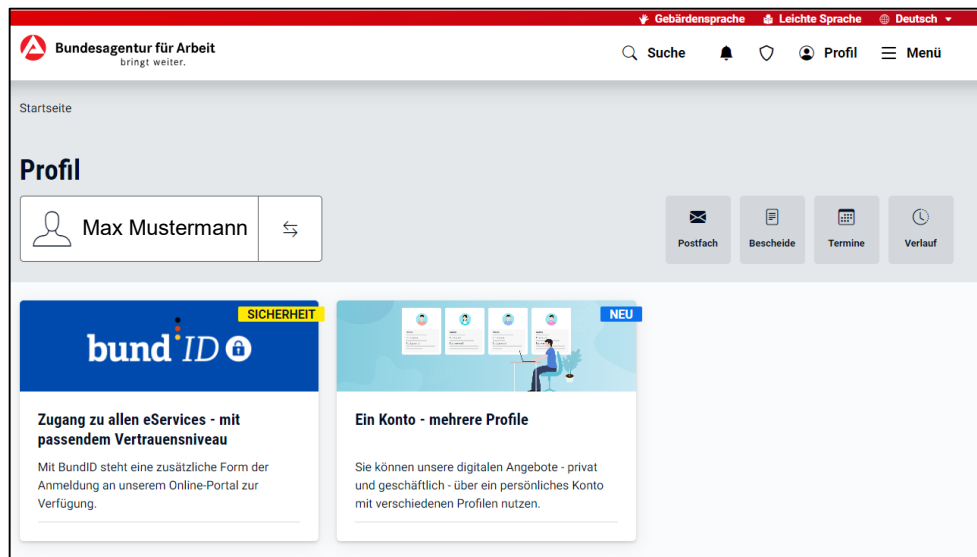 Gebärdensprache Leichte Sprache Deutsch
Bundesagentur für Arbeit
bringt weiter.
Suche Profil Menü
Startseite
Profil
Max Mustermann
Postfach Bescheide Termine Verlauf
SICHERHEIT
bund ID
NEU
Zugang zu allen eServices - mit
passendem Vertrauensniveau
Mit BundID steht eine zusätzliche Form der
Anmeldung an unserem Online-Portal zur
Verfügung.
Ein Konto - mehrere Profile
Sie können unsere digitalen Angebote - privat
und geschäftlich - über ein persönliches Konto
mit verschiedenen Profilen nutzen.